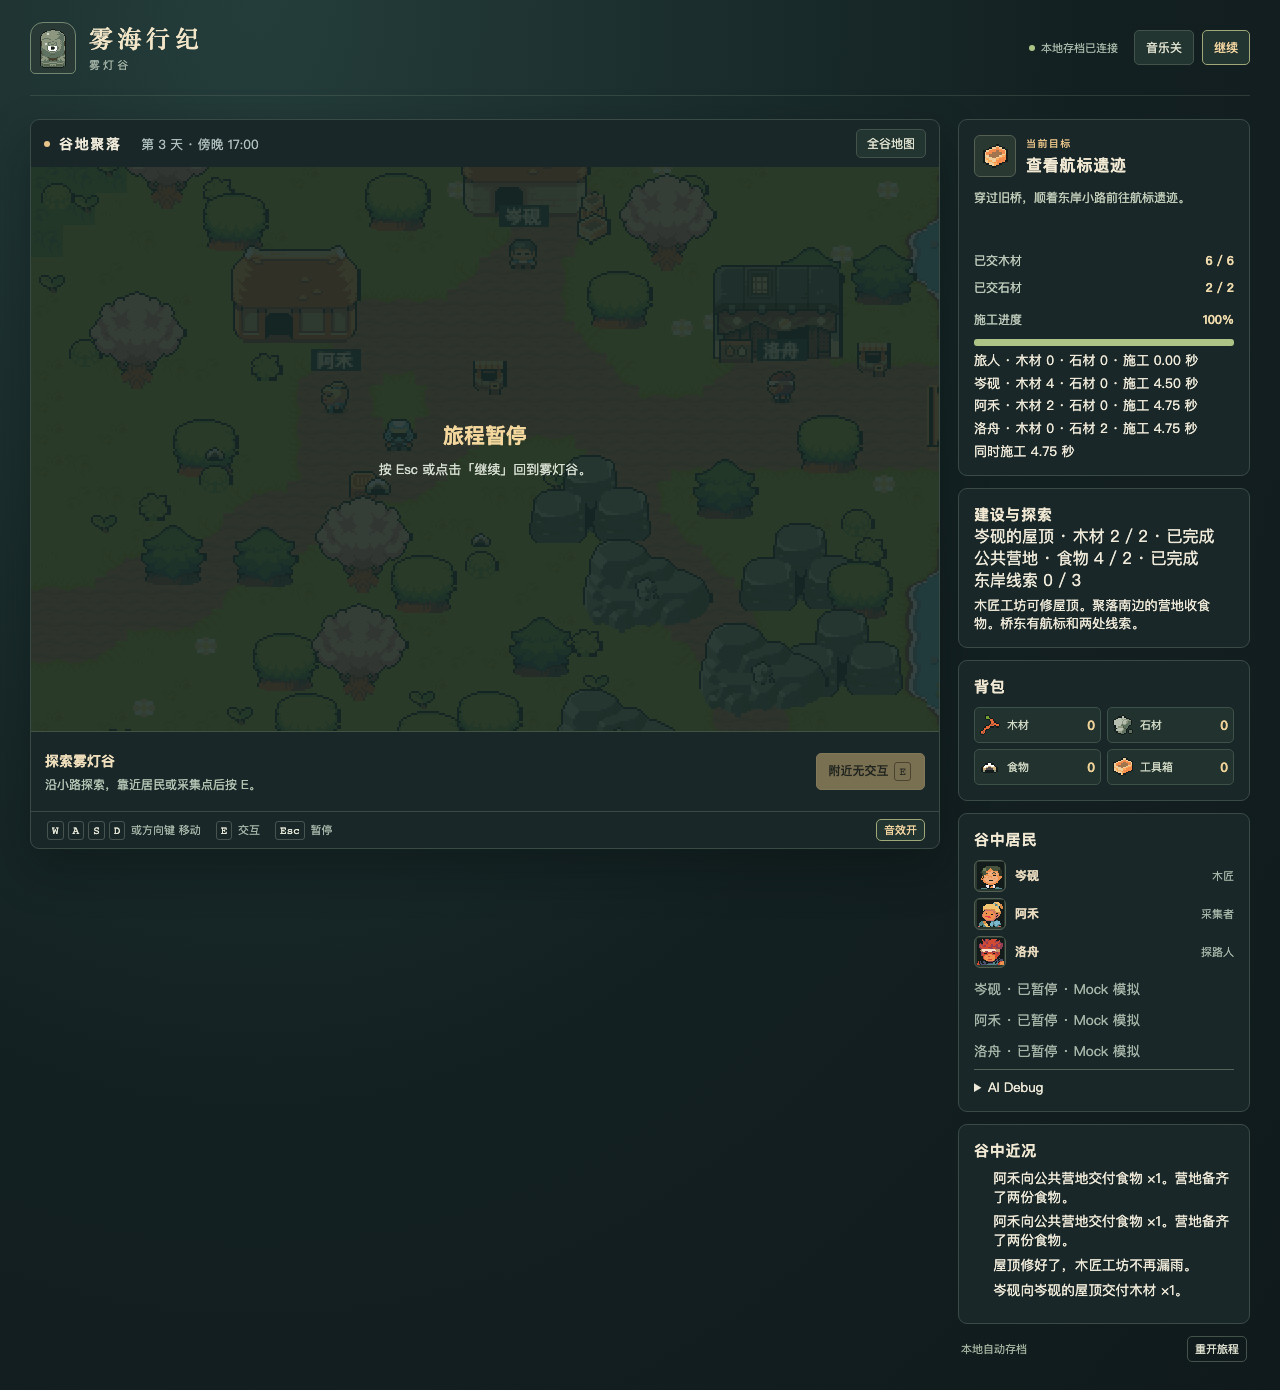 雾海行纪
雾灯谷
本地存档已连接
音乐关
继续
谷地聚落
第 3 天 · 傍晚 17:00
全谷地图
岑砚
洛舟
阿禾
旅程暂停
按 Esc 或点击「继续」回到雾灯谷。
探索雾灯谷
沿小路探索，靠近居民或采集点后按 E。
附近无交互 E
W A S D 或方向键 移动 E 交互 Esc 暂停
音效开
当前目标
查看航标遗迹
穿过旧桥，顺着东岸小路前往航标遗迹。
已交木材 6 / 6
已交石材 2 / 2
施工进度 100%
旅人 · 木材 0 · 石材 0 · 施工 0.00 秒
岑砚 · 木材 4 · 石材 0 · 施工 4.50 秒
阿禾 · 木材 2 · 石材 0 · 施工 4.75 秒
洛舟 · 木材 0 · 石材 2 · 施工 4.75 秒
同时施工 4.75 秒
建设与探索
岑砚的屋顶 · 木材 2 / 2 · 已完成
公共营地 · 食物 4 / 2 · 已完成
东岸线索 0 / 3
木匠工坊可修屋顶。聚落南边的营地收食
物。桥东有航标和两处线索。
背包
木材 0
石材 0
食物 0
工具箱 0
谷中居民
岑砚 木匠
阿禾 采集者
洛舟 探路人
岑砚 · 已暂停 · Mock 模拟
阿禾 · 已暂停 · Mock 模拟
洛舟 · 已暂停 · Mock 模拟
▶ AI Debug
谷中近况
阿禾向公共营地交付食物 ×1。营地备齐
了两份食物。
阿禾向公共营地交付食物 ×1。营地备齐
了两份食物。
屋顶修好了，木匠工坊不再漏雨。
岑砚向岑砚的屋顶交付木材 ×1。
本地自动存档
重开旅程